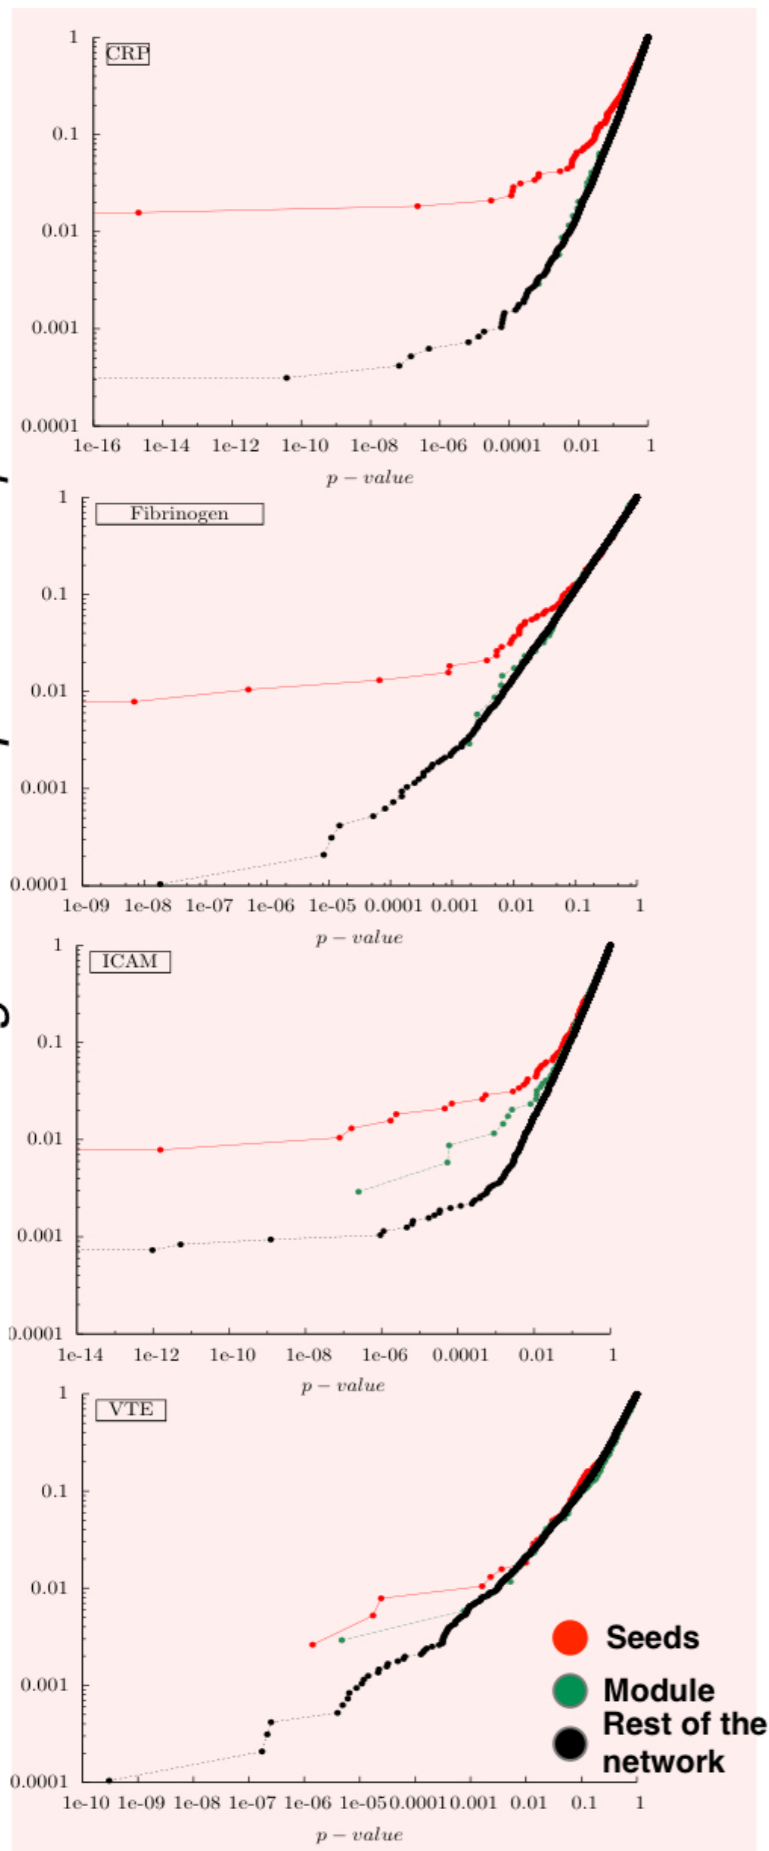 CRP
1
0.1
0.01
0.001
0.0001
1e-16 1e-14 1e-12 1e-10 1e-08 1e-06 0.0001 0.01 1
p − value
Fibrinogen
1
0.1
0.01
0.001
0.0001
1e-09 1e-08 1e-07 1e-06 1e-05 0.0001 0.001 0.01 0.1 1
p − value
ICAM
1
0.1
0.01
0.001
0.0001
1e-14 1e-12 1e-10 1e-08 1e-06 0.0001 0.01 1
p − value
VTE
1
0.1
0.01
0.001
0.0001
1e-10 1e-09 1e-08 1e-07 1e-06 1e-05 0.0001 0.001 0.01 0.1 1
p − value
Seeds
Module
Rest of the
network